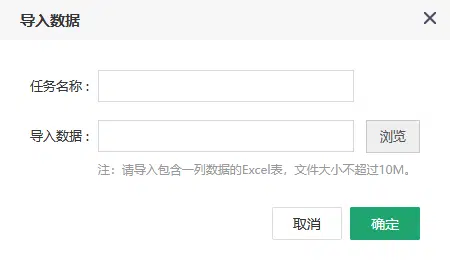 导入数据
任务名称：
导入数据：
浏览
注：请导入包含一列数据的Excel表，文件大小不超过10M。
取消
确定